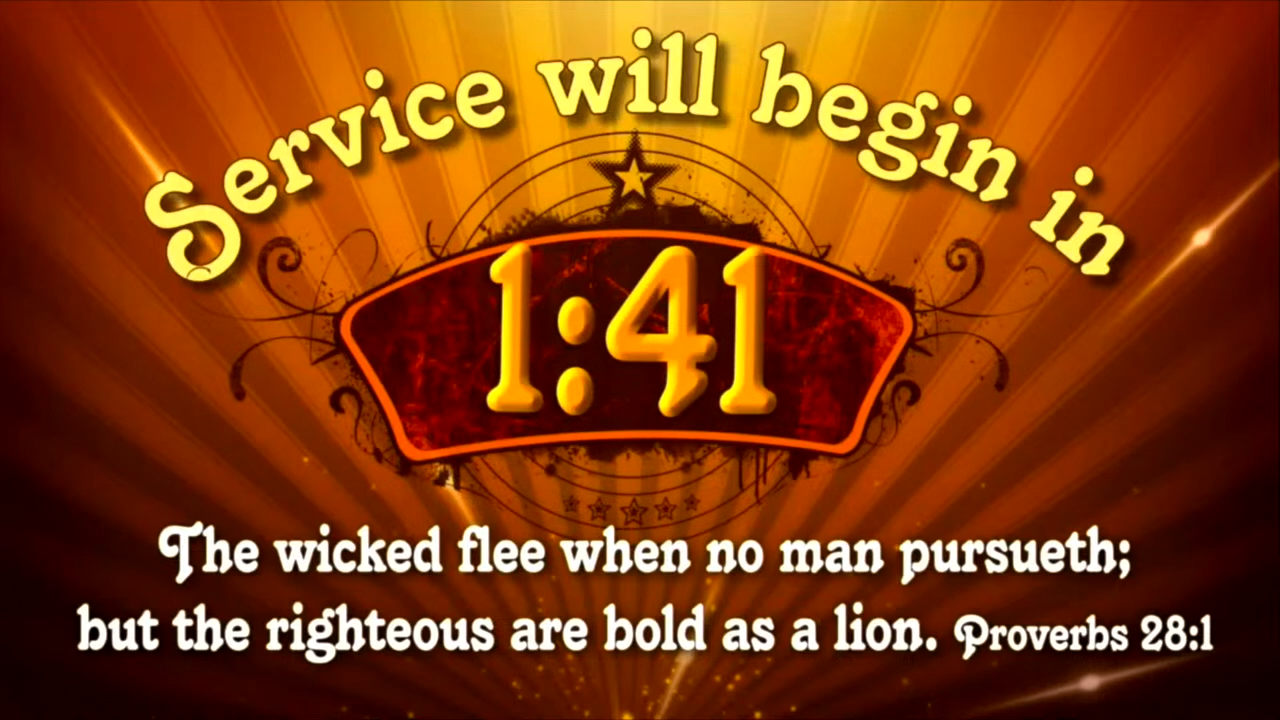 Service will begin in
1:41
The wicked flee when no man pursueth;
but the righteous are bold as a lion. Proverbs 28:1